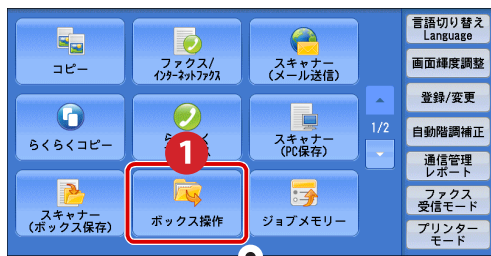 コピー
ファクス/
インターネットファクス
スキャナー
(メール送信)
らくらくコピー
1
スキャナー
(PC保存)
スキャナー
(ボックス保存)
ボックス操作
ジョブメモリー
1/2
言語切り替え
Language
画面輝度調整
登録/変更
自動階調補正
通信管理
レポート
ファクス
受信モード
プリンター
モード